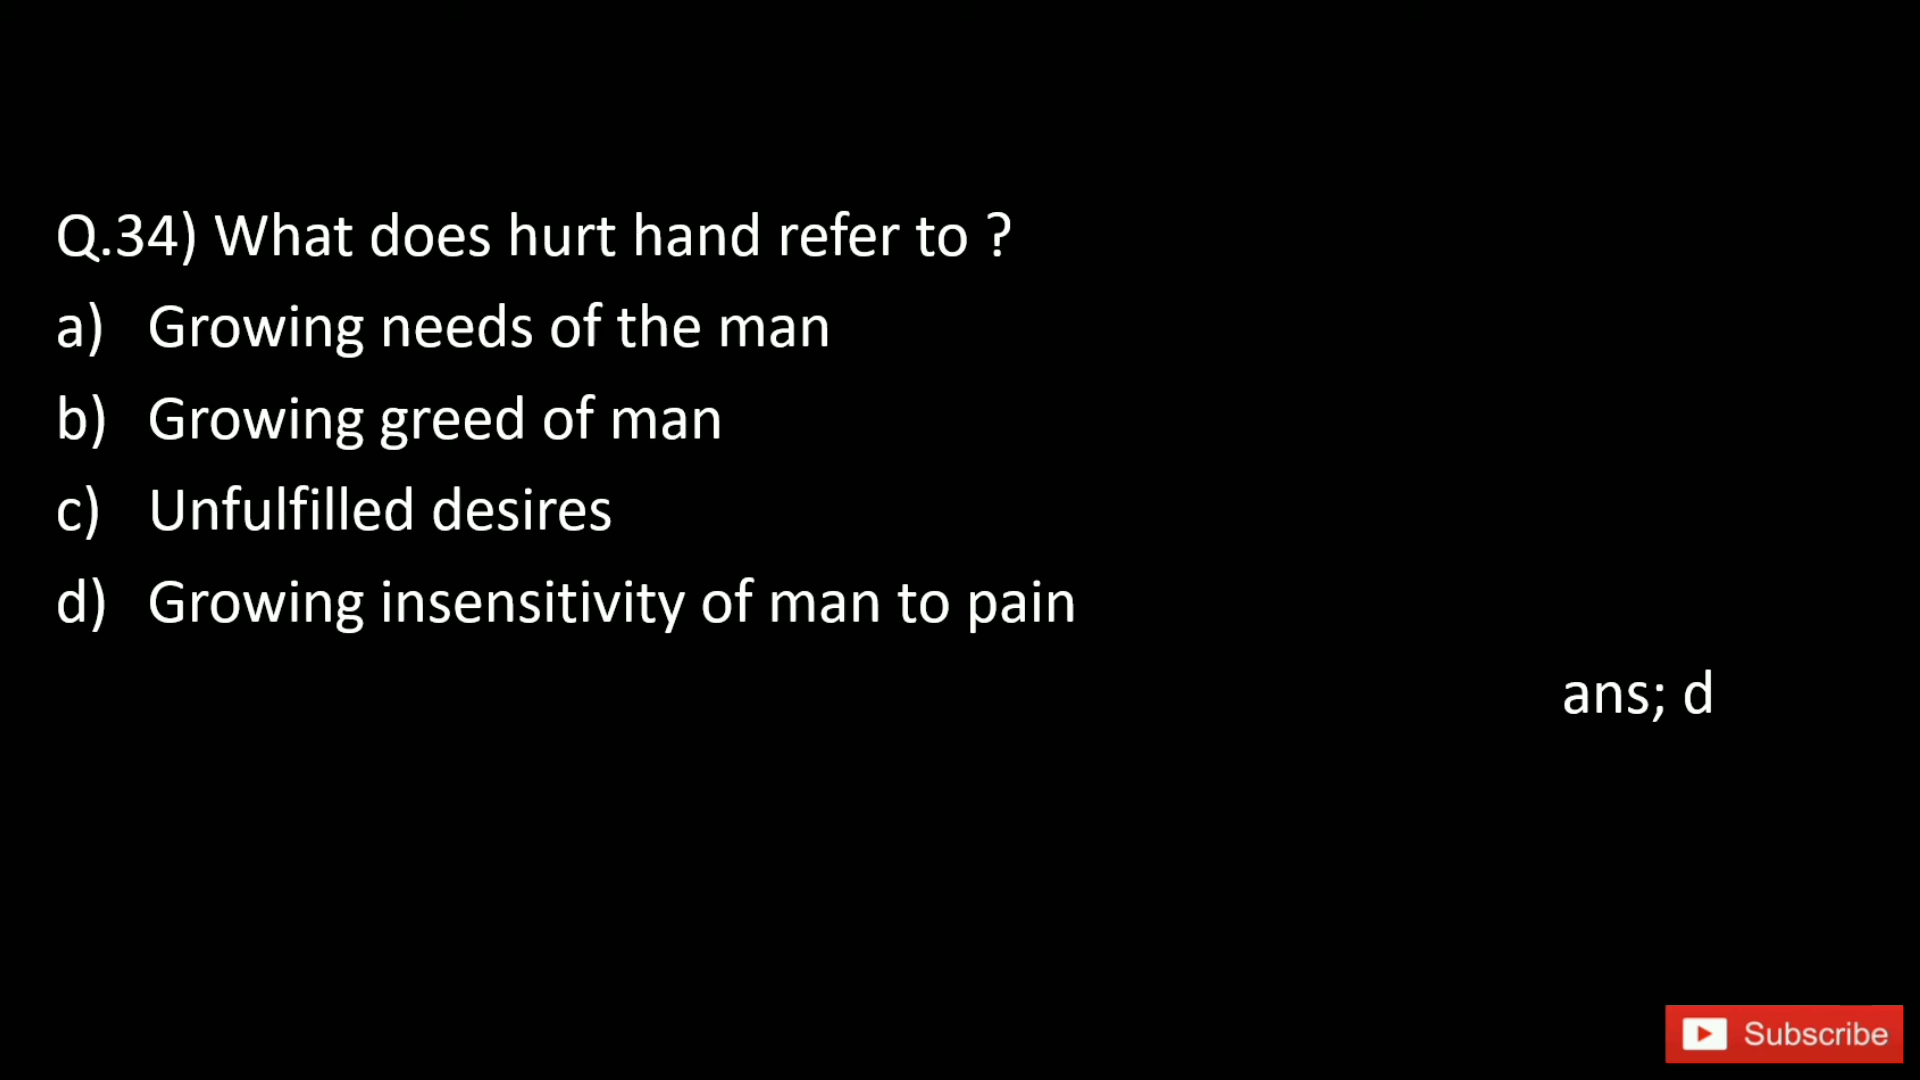 Q.34) What does hurt hand refer to ?
a) Growing needs of the man
b) Growing greed of man
c) Unfulfilled desires
d) Growing insensitivity of man to pain
ans; d
Subscribe